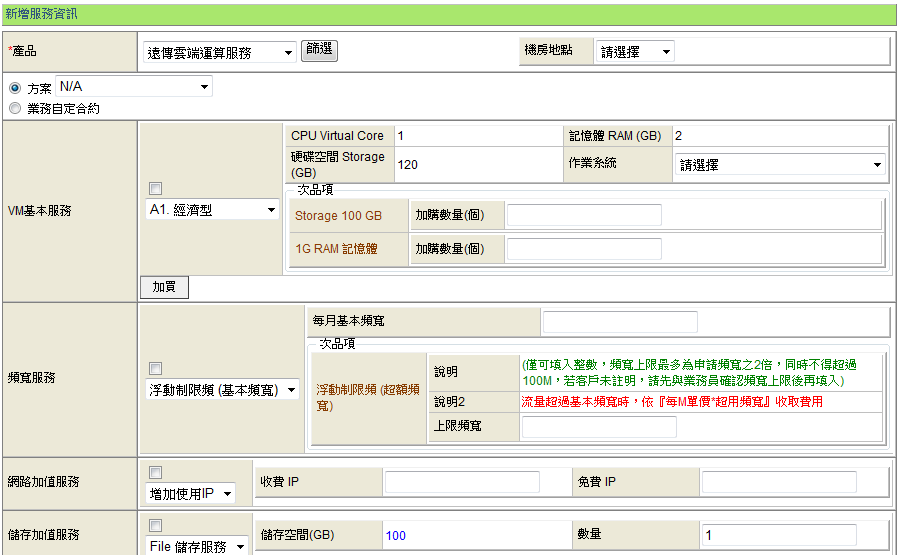 新增服務資訊
*產品 遠傳雲端運算服務 篩選 機房地點 請選擇
方案 N/A
業務自定合約
VM基本服務
A1. 經濟型
CPU Virtual Core 1 記憶體 RAM (GB) 2
硬碟空間 Storage (GB) 120 作業系統 請選擇
次品項
Storage 100 GB 加購數量(個)
1G RAM 記憶體 加購數量(個)
加買
頻寬服務
浮動制限頻 (基本頻寬)
每月基本頻寬
次品項
浮動制限頻 (超額頻寬)
說明 (僅可填入整數，頻寬上限最多為申請頻寬之2倍，同時不得超過
100M，若客戶未註明，請先與業務員確認頻寬上限後再填入)
說明2 流量超過基本頻寬時，依『每M單價*超用頻寬』收取費用
上限頻寬
網路加值服務
增加使用IP
收費 IP 免費 IP
儲存加值服務
File 儲存服務
儲存空間(GB) 100 數量 1